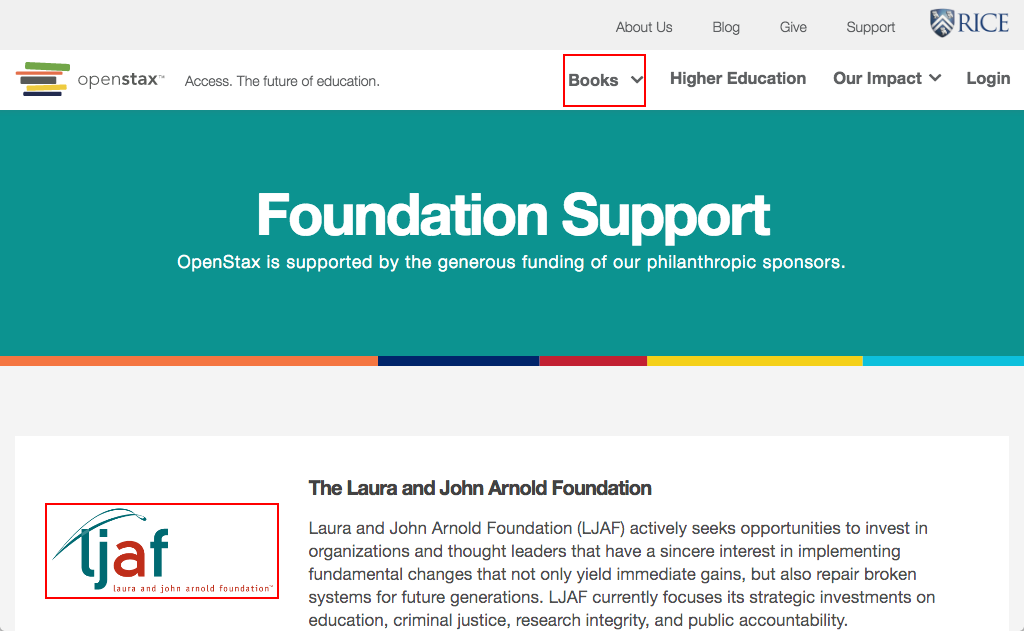 About Us Blog Give Support RICE
openstax™ Access. The future of education. Books Higher Education Our Impact Login
Foundation Support
OpenStax is supported by the generous funding of our philanthropic sponsors.
The Laura and John Arnold Foundation
ljaf
laura and john arnold foundation™
Laura and John Arnold Foundation (LJAF) actively seeks opportunities to invest in
organizations and thought leaders that have a sincere interest in implementing
fundamental changes that not only yield immediate gains, but also repair broken
systems for future generations. LJAF currently focuses its strategic investments on
education, criminal justice, research integrity, and public accountability.